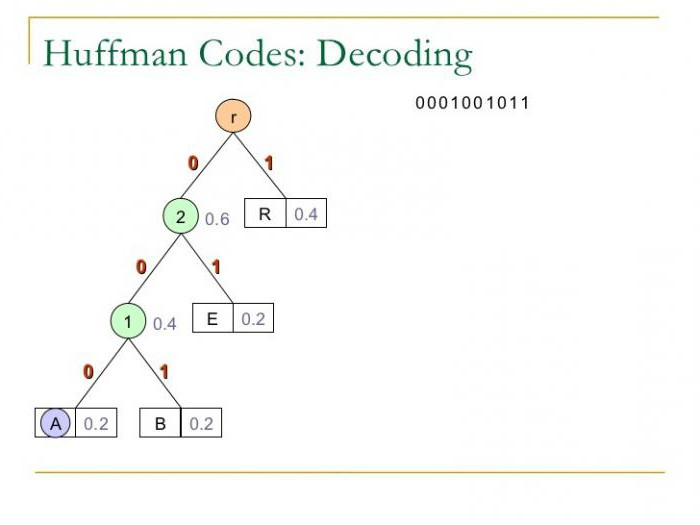 Huffman Codes: Decoding
0001001011
r
0 1
2 0.6 R 0.4
0 1
1 0.4 E 0.2
0 1
A 0.2 B 0.2